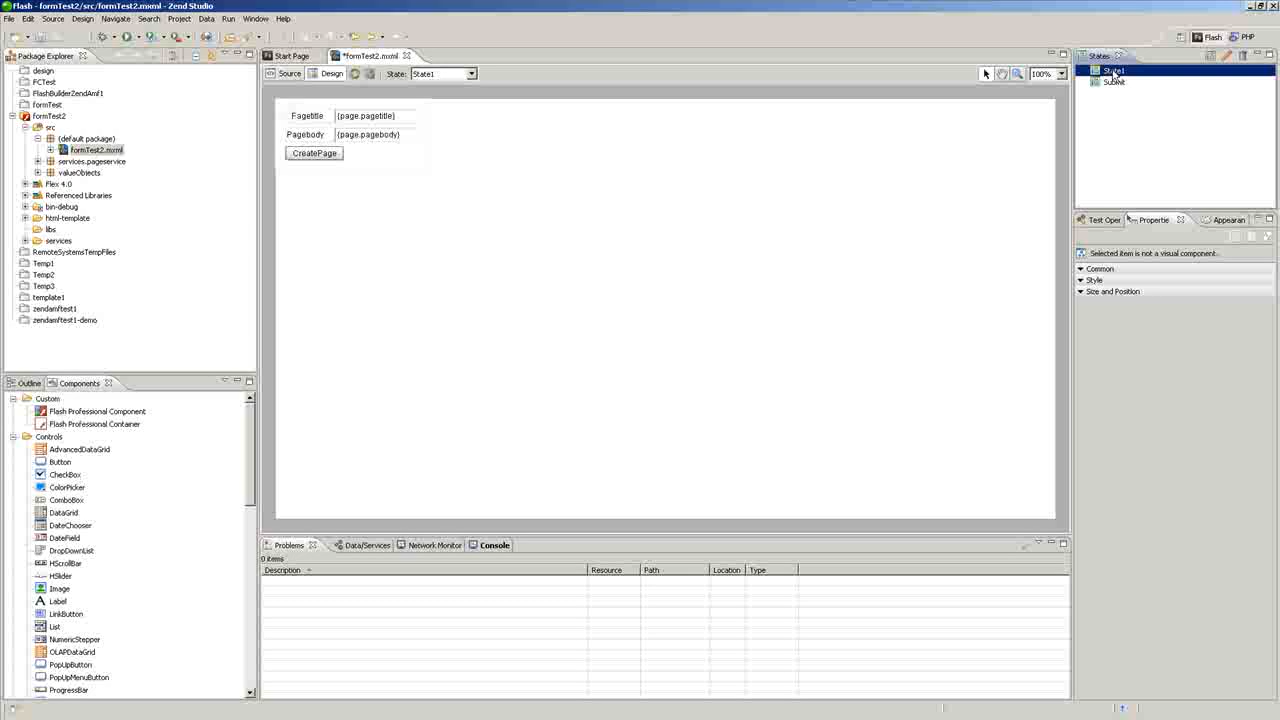 Flash - formTest2/src/formTest2.mxml - Zend Studio
File Edit Source Design Navigate Search Project Data Run Window Help
Flash PHP
Package Explorer
design
FCTest
FlashBuilderZendAmf1
formTest
formTest2
src
(default package)
formTest2.mxml
services.pageservice
valueObjects
Flex 4.0
Referenced Libraries
bin-debug
html-template
libs
services
RemoteSystemsTempFiles
Temp1
Temp2
Temp3
template1
zendamftest1
zendamftest1-demo
Outline Components
Custom
Flash Professional Component
Flash Professional Container
Controls
AdvancedDataGrid
Button
CheckBox
ColorPicker
ComboBox
DataGrid
DateChooser
DateField
DropDownList
HScrollBar
HSlider
Image
Label
LinkButton
List
NumericStepper
OLAPDataGrid
PopUpButton
PopUpMenuButton
ProgressBar
Start Page *formTest2.mxml
Source Design State: State1 100%
Pagetitle {page.pagetitle}
Pagebody {page.pagebody}
CreatePage
Problems Data/Services Network Monitor Console
0 items
Description Resource Path Location Type
States
State1
Submit
Test Oper Propertie Appearan
Selected item is not a visual component.
Common
Style
Size and Position